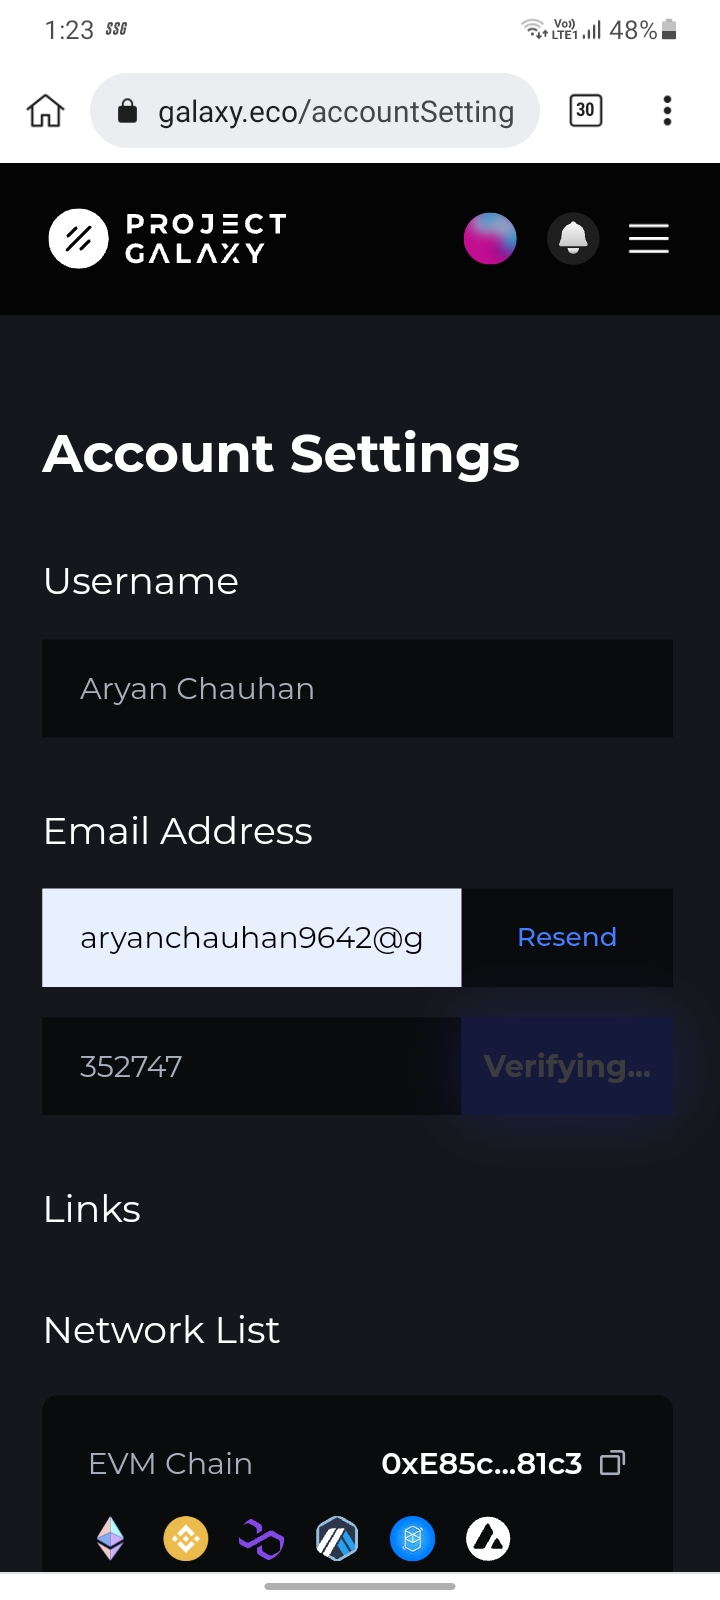 1:23 SSG Vo)) LTE1 48%
galaxy.eco/accountSetting 30
PROJECT
GALAXY
Account Settings
Username
Aryan Chauhan
Email Address
aryanchauhan9642@g Resend
352747 Verifying...
Links
Network List
EVM Chain 0xE85c...81c3